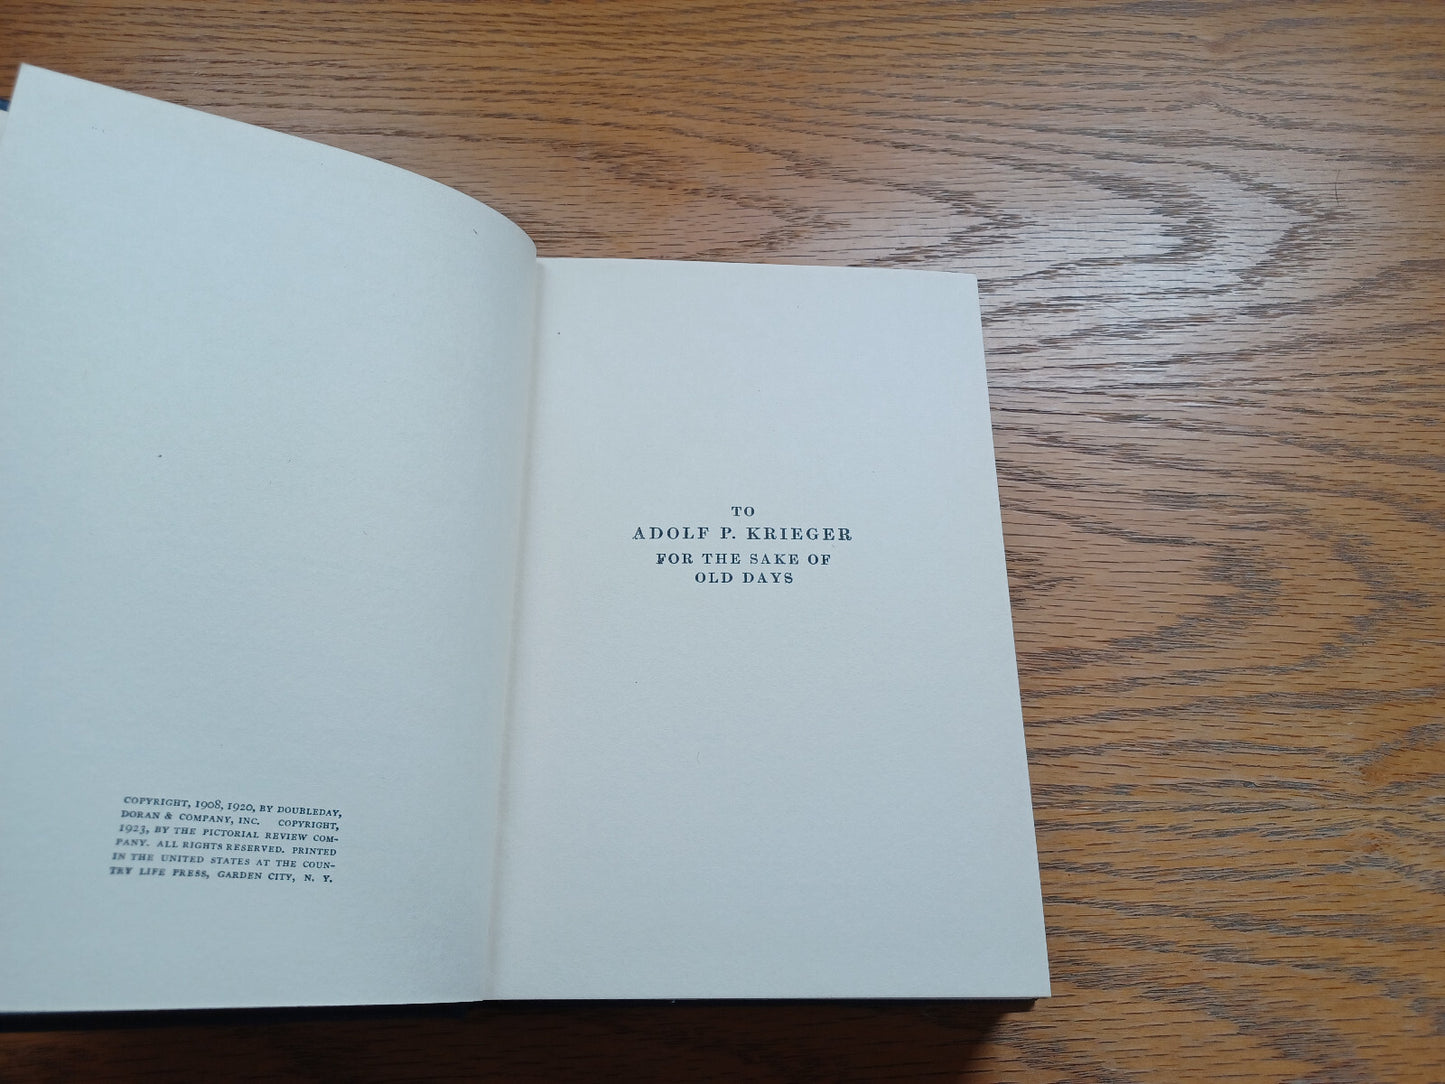 COPYRIGHT, 1908, 1920, BY DOUBLEDAY,
DORAN & COMPANY, INC. COPYRIGHT,
1923, BY THE PICTORIAL REVIEW COM-
PANY. ALL RIGHTS RESERVED. PRINTED
IN THE UNITED STATES AT THE COUN-
TRY LIFE PRESS, GARDEN CITY, N. Y.
TO
ADOLF P. KRIEGER
FOR THE SAKE OF
OLD DAYS